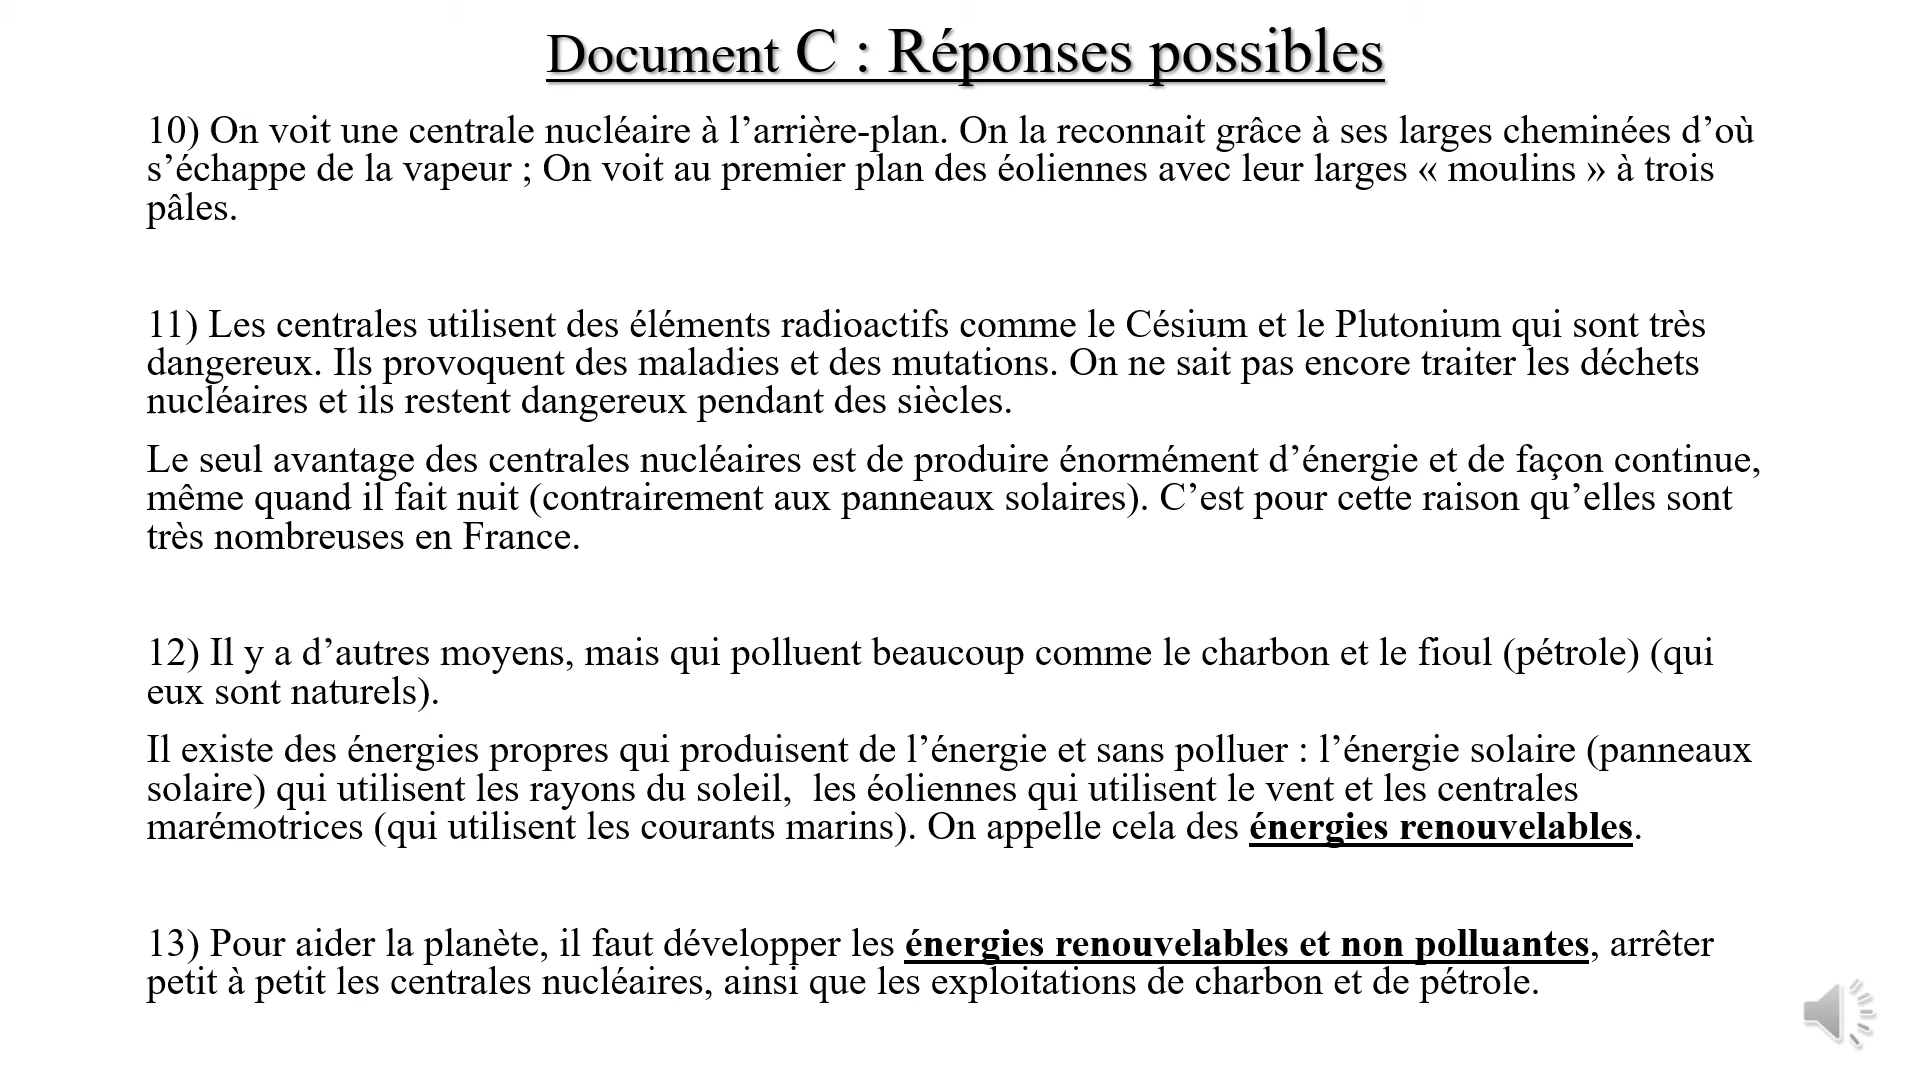 Document C : Réponses possibles
10) On voit une centrale nucléaire à l’arrière-plan. On la reconnait grâce à ses larges cheminées d’où
s’échappe de la vapeur ; On voit au premier plan des éoliennes avec leur larges « moulins » à trois
pâles.
11) Les centrales utilisent des éléments radioactifs comme le Césium et le Plutonium qui sont très
dangereux. Ils provoquent des maladies et des mutations. On ne sait pas encore traiter les déchets
nucléaires et ils restent dangereux pendant des siècles.
Le seul avantage des centrales nucléaires est de produire énormément d’énergie et de façon continue,
même quand il fait nuit (contrairement aux panneaux solaires). C’est pour cette raison qu’elles sont
très nombreuses en France.
12) Il y a d’autres moyens, mais qui polluent beaucoup comme le charbon et le fioul (pétrole) (qui
eux sont naturels).
Il existe des énergies propres qui produisent de l’énergie et sans polluer : l’énergie solaire (panneaux
solaire) qui utilisent les rayons du soleil,  les éoliennes qui utilisent le vent et les centrales
marémotrices (qui utilisent les courants marins). On appelle cela des énergies renouvelables.
13) Pour aider la planète, il faut développer les énergies renouvelables et non polluantes, arrêter
petit à petit les centrales nucléaires, ainsi que les exploitations de charbon et de pétrole.